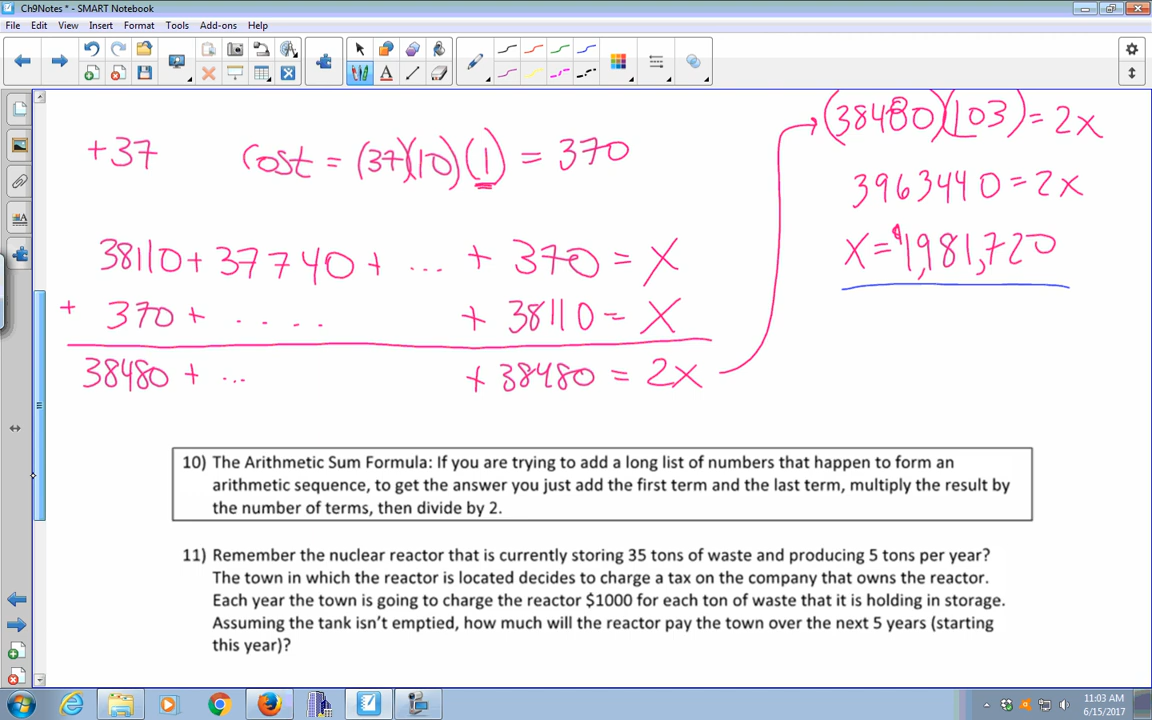 Ch9Notes * - SMART Notebook
File Edit View Insert Format Tools Add-ons Help
+37
Cost = (37)(10)(1) = 370
38110 + 37740 + ... + 370 = X
+ 370 + ..... + 38110 = X
38480 + ... + 38480 = 2X
(38480)(103) = 2X
3963440 = 2X
X = $1,981,720
10) The Arithmetic Sum Formula: If you are trying to add a long list of numbers that happen to form an
arithmetic sequence, to get the answer you just add the first term and the last term, multiply the result by
the number of terms, then divide by 2.
11) Remember the nuclear reactor that is currently storing 35 tons of waste and producing 5 tons per year?
The town in which the reactor is located decides to charge a tax on the company that owns the reactor.
Each year the town is going to charge the reactor $1000 for each ton of waste that it is holding in storage.
Assuming the tank isn't emptied, how much will the reactor pay the town over the next 5 years (starting
this year)?
11:03 AM
6/15/2017